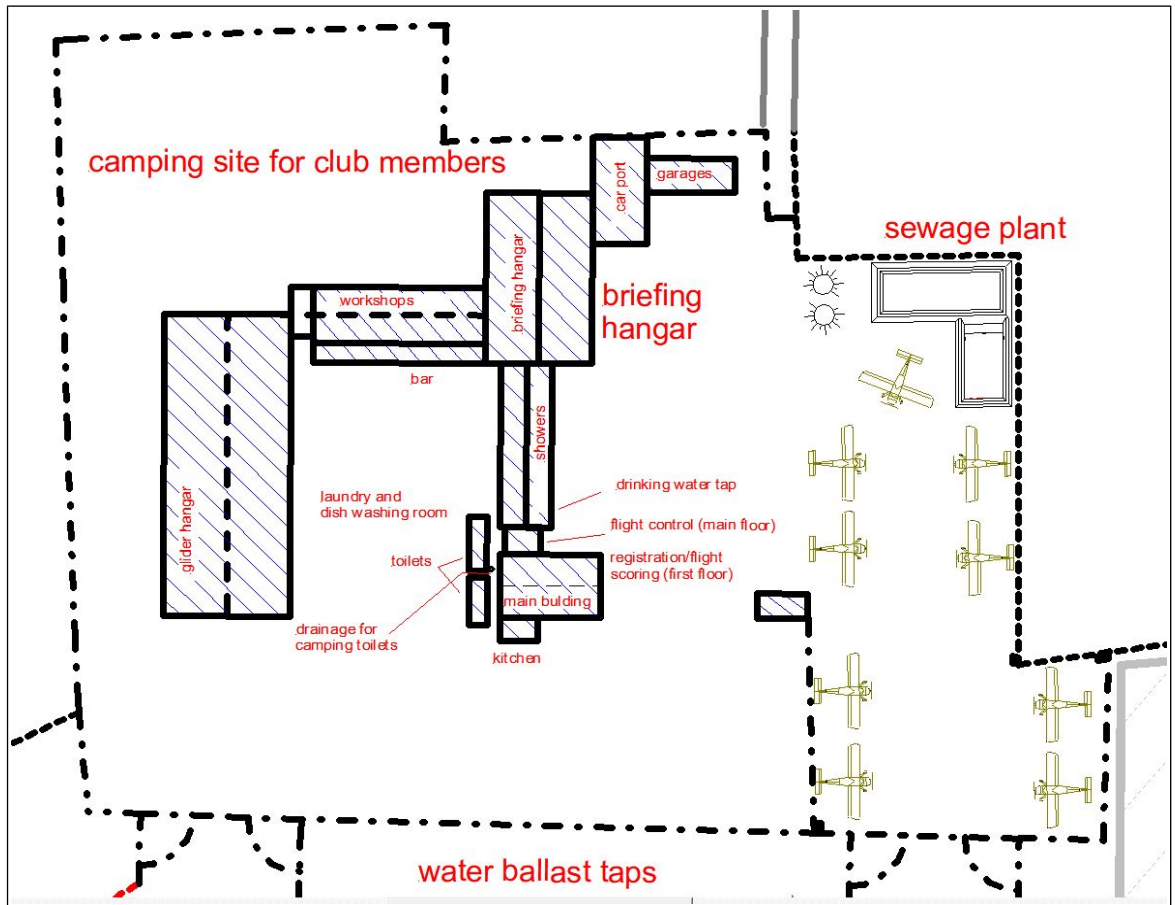 camping site for club members
car port
garages
sewage plant
briefing hangar
briefing
hangar
workshops
bar
showers
glider hangar
laundry and
dish washing room
drinking water tap
flight control (main floor)
toilets
registration/flight
scoring (first floor)
main bulding
drainage for
camping toilets
kitchen
water ballast taps